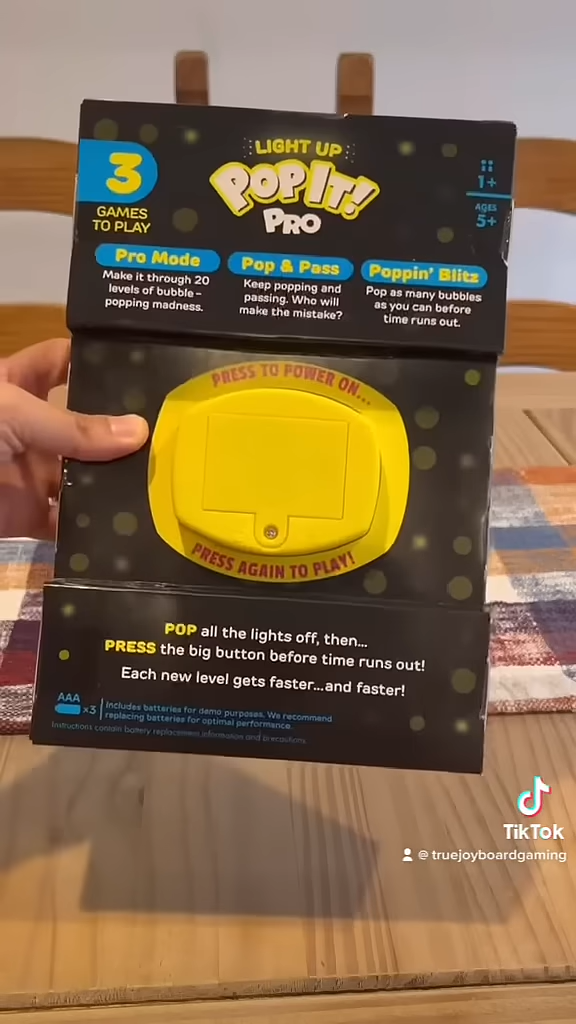 3
GAMES
TO PLAY
LIGHT UP
POP IT!
PRO
1+
AGES
5+
Pro Mode
Make it through 20
levels of bubble-
popping madness.
Pop & Pass
Keep popping and
passing. Who will
make the mistake?
Poppin' Blitz
Pop as many bubbles
as you can before
time runs out.
PRESS TO POWER ON...
PRESS AGAIN TO PLAY!
POP all the lights off, then...
PRESS the big button before time runs out!
Each new level gets faster...and faster!
AAA
x3
Includes batteries for demo purposes. We recommend
replacing batteries for optimal performance.
Instructions contain battery replacement information and precautions.
TikTok
@truejoyboardgaming